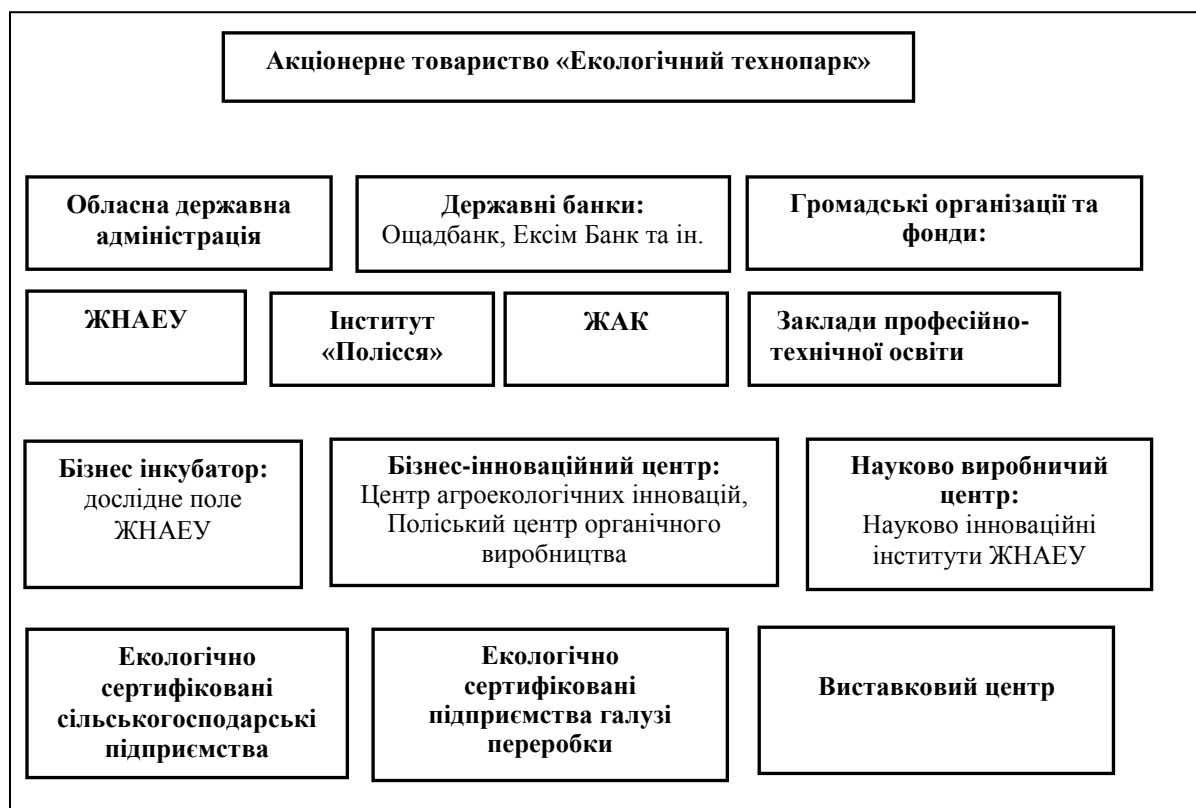 Акціонерне товариство «Екологічний технопарк»
Обласна державна
адміністрація
Державні банки:
Ощадбанк, Ексім Банк та ін.
Громадські організації та
фонди:
ЖНАЕУ
Інститут
«Полісся»
ЖАК
Заклади професійно-
технічної освіти
Бізнес інкубатор:
дослідне поле
ЖНАЕУ
Бізнес-інноваційний центр:
Центр агроекологічних інновацій,
Поліський центр органічного
виробництва
Науково виробничий
центр:
Науково інноваційні
інститути ЖНАЕУ
Екологічно
сертифіковані
сільськогосподарські
підприємства
Екологічно
сертифіковані
підприємства галузі
переробки
Виставковий центр